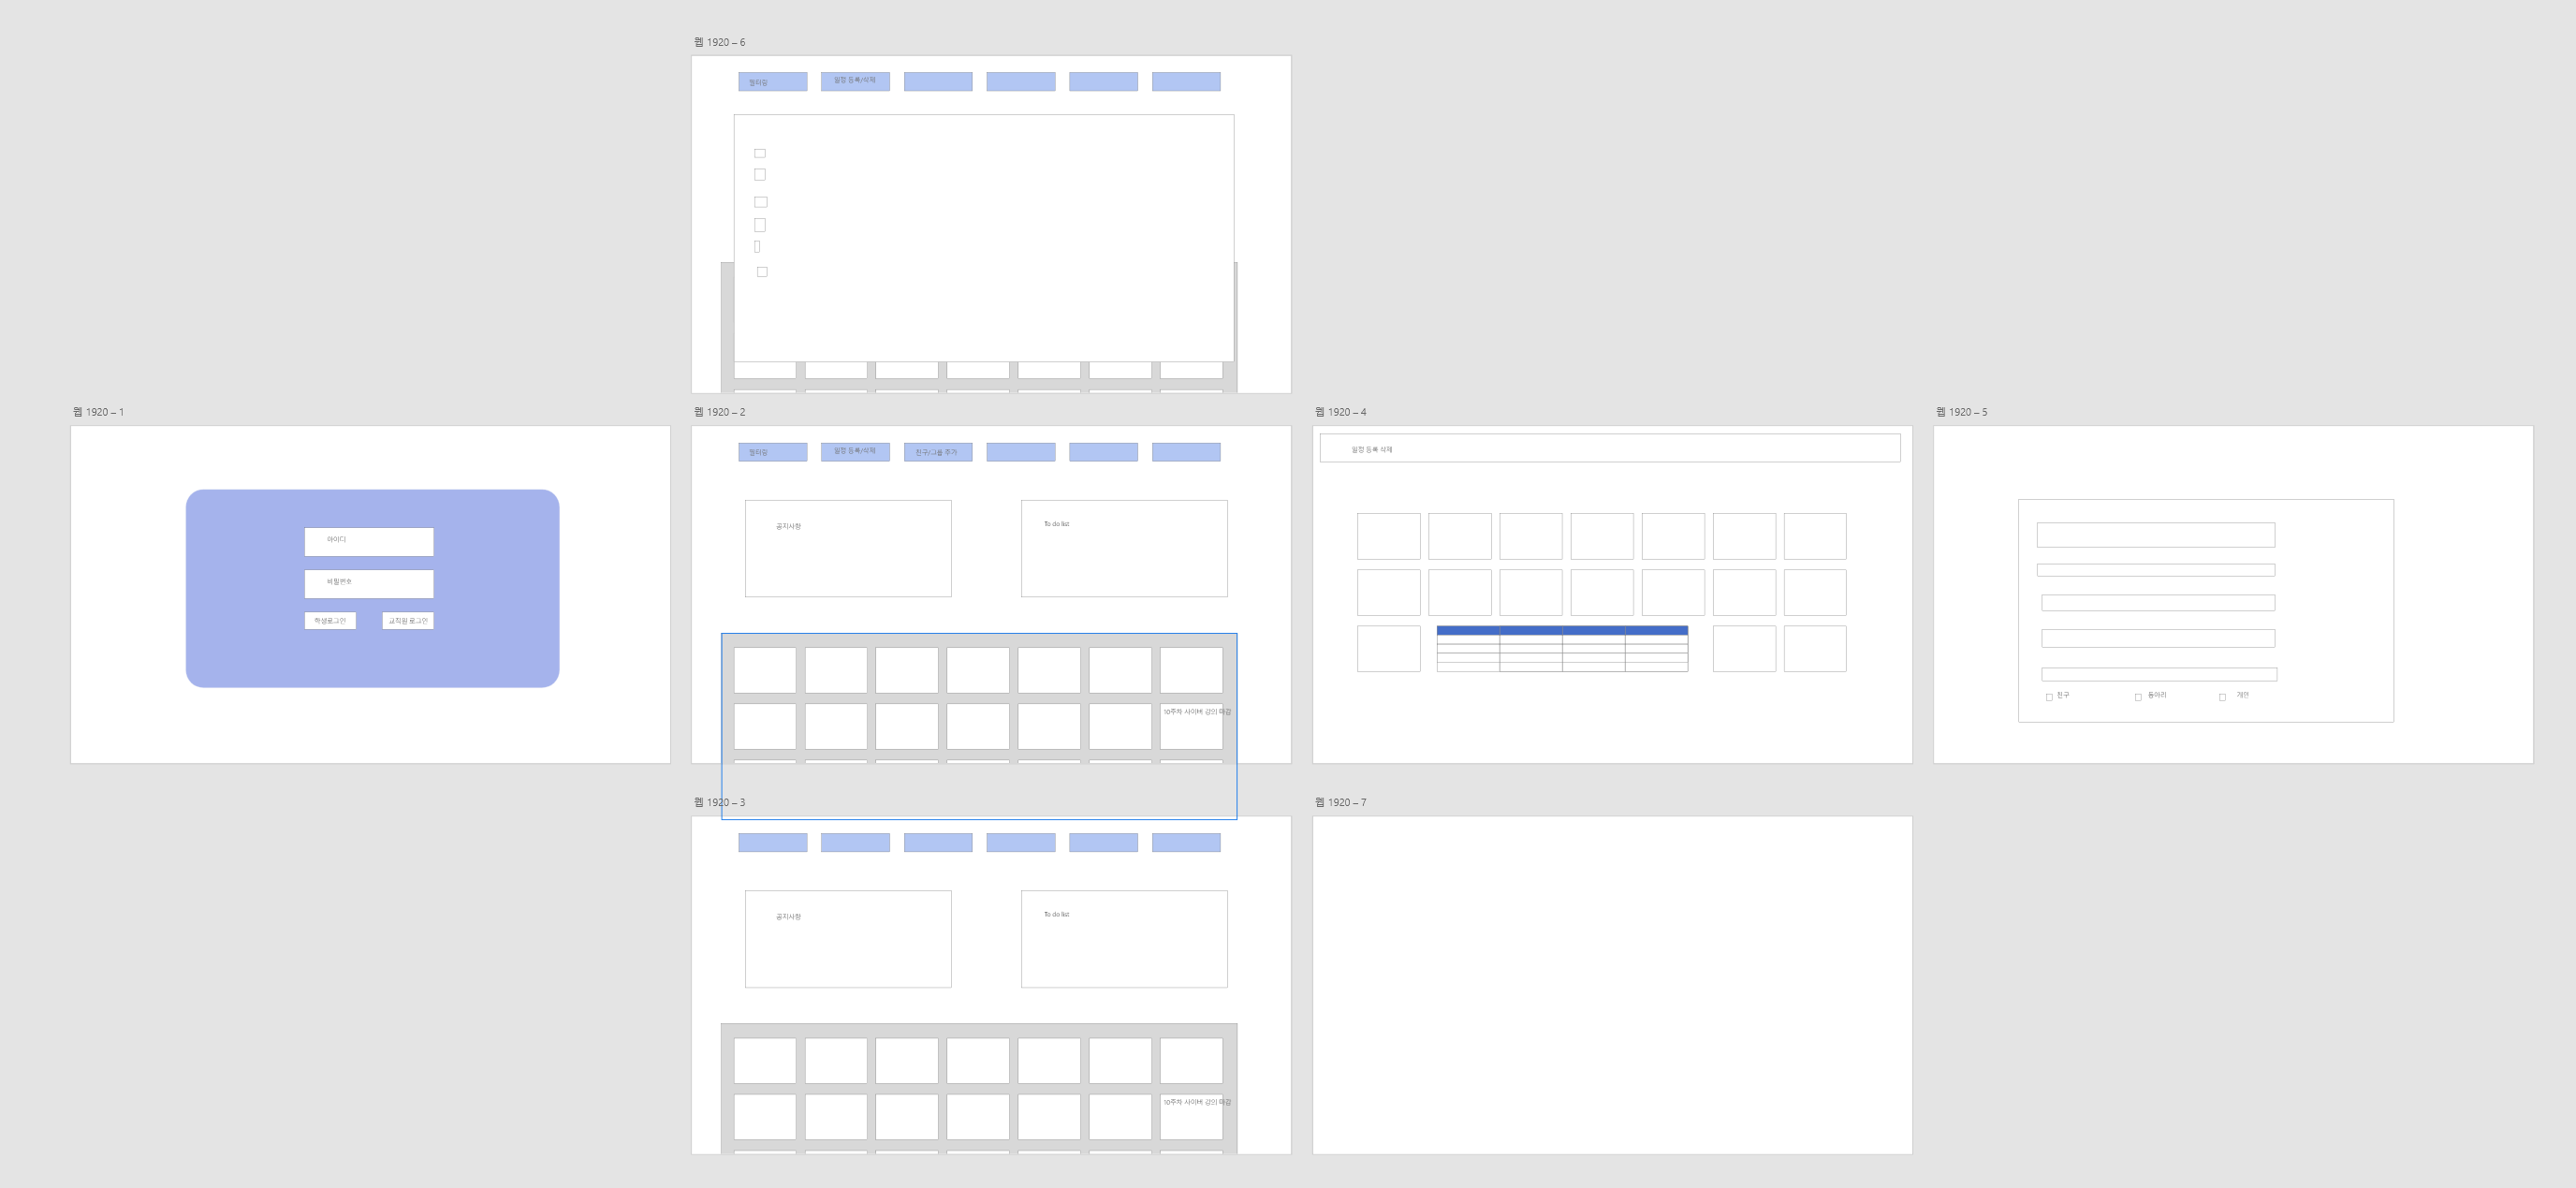 웹 1920 – 6
필터링
일정 등록/삭제
웹 1920 – 1
아이디
비밀번호
학생로그인
교직원 로그인
웹 1920 – 2
필터링
일정 등록/삭제
친구/그룹 추가
공지사항
To do list
10주차 사이버 강의 마감
웹 1920 – 4
일정 등록 삭제
웹 1920 – 5
친구
동아리
개인
웹 1920 – 3
공지사항
To do list
10주차 사이버 강의 마감
웹 1920 – 7